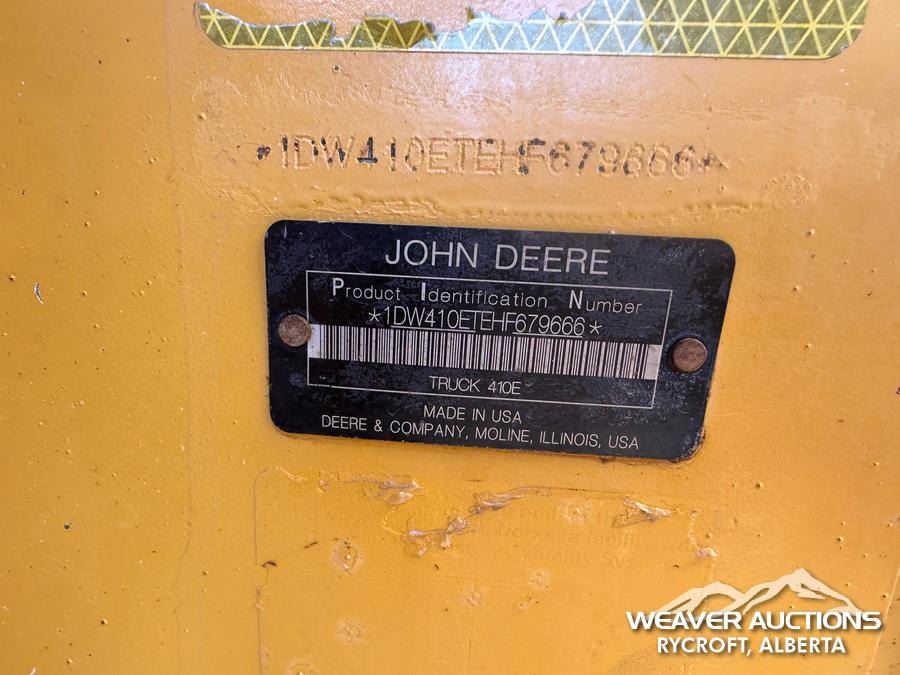 *1DW410ETEHF679666*
JOHN DEERE
Product Identification Number
*1DW410ETEHF679666*
TRUCK 410E
MADE IN USA
DEERE & COMPANY, MOLINE, ILLINOIS, USA
WEAVER AUCTIONS
RYCROFT, ALBERTA